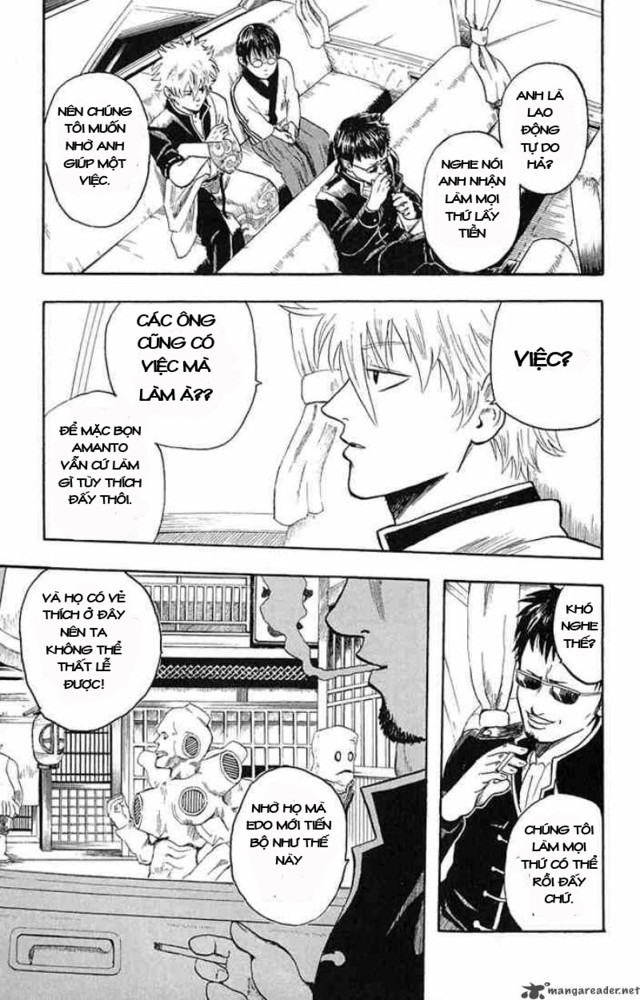 ANH LÀ
LAO
ĐỘNG
TỰ DO
HẢ?
NGHE NÓI
ANH NHẬN
LÀM MỌI
THỨ LẤY
TIỀN
NÊN CHÚNG
TÔI MUỐN
NHỜ ANH
GIÚP MỘT
VIỆC.
VIỆC?
CÁC ÔNG
CŨNG CÓ
VIỆC MÀ
LÀM À??
ĐỂ MẶC BỌN
AMANTO
VẪN CỨ LÀM
GÌ TÙY THÍCH
ĐẤY THÔI.
KHÓ
NGHE
THẾ?
CHÚNG TÔI
LÀM MỌI
THỨ CÓ THỂ
RỒI ĐẤY
CHỨ.
VÀ HỌ CÓ VẺ
THÍCH Ở ĐÂY
NÊN TA
KHÔNG THỂ
THẤT LỄ
ĐƯỢC!
NHỜ HỌ MÀ
EDO MỚI TIẾN
BỘ NHƯ THẾ
NÀY
mangareader.net